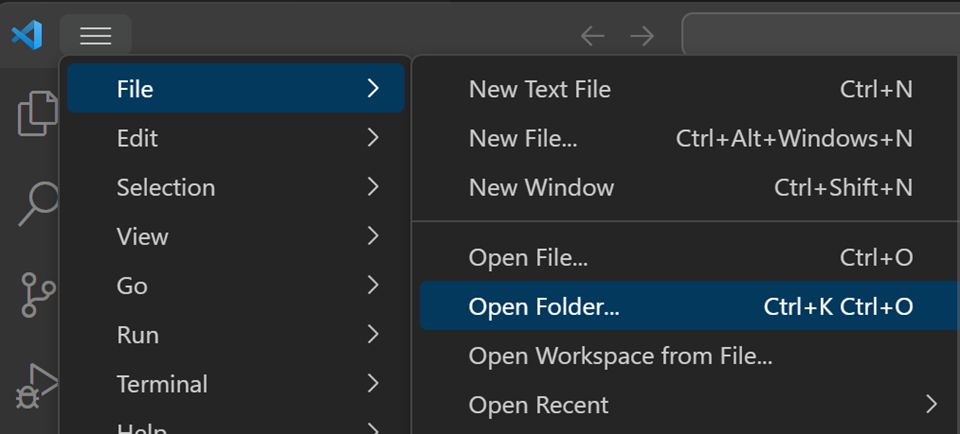 File
Edit
Selection
View
Go
Run
Terminal
Help
New Text File Ctrl+N
New File... Ctrl+Alt+Windows+N
New Window Ctrl+Shift+N
Open File... Ctrl+O
Open Folder... Ctrl+K Ctrl+O
Open Workspace from File...
Open Recent